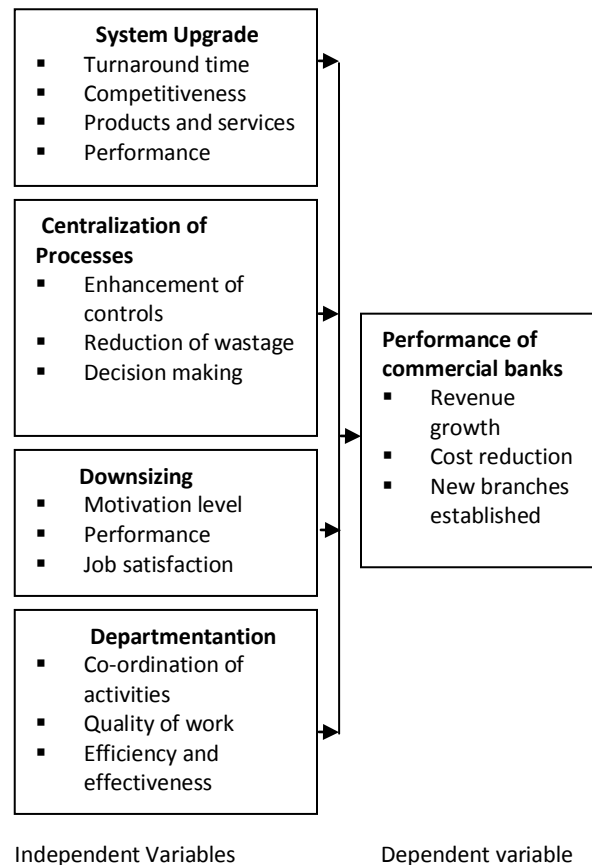 System Upgrade
▪ Turnaround time
▪ Competitiveness
▪ Products and services
▪ Performance
Centralization of
Processes
▪ Enhancement of
controls
▪ Reduction of wastage
▪ Decision making
Downsizing
▪ Motivation level
▪ Performance
▪ Job satisfaction
Departmentantion
▪ Co-ordination of
activities
▪ Quality of work
▪ Efficiency and
effectiveness
Performance of
commercial banks
▪ Revenue
growth
▪ Cost reduction
▪ New branches
established
Independent Variables
Dependent variable